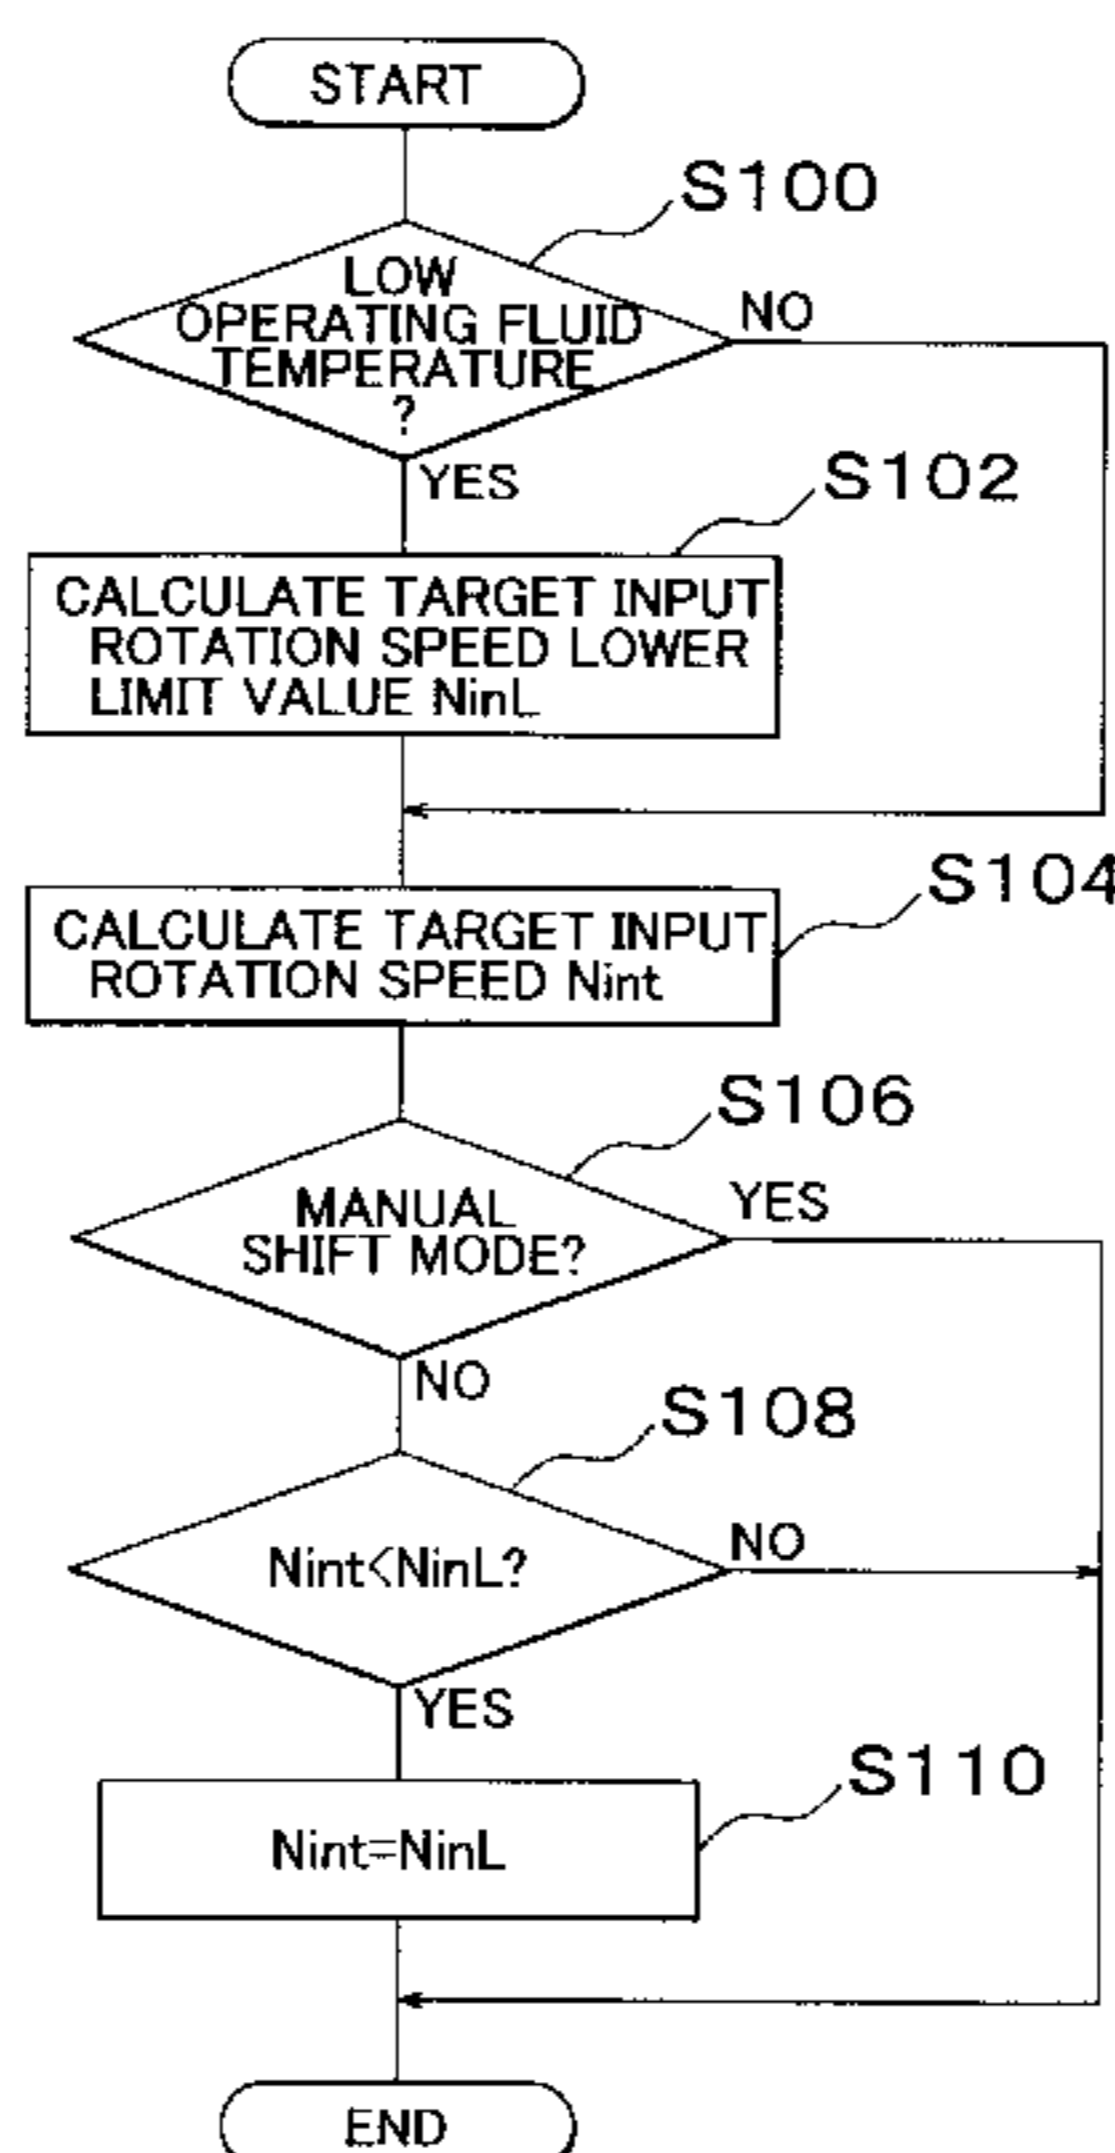 START
S100
LOW
OPERATING FLUID
TEMPERATURE
?
NO
YES
S102
CALCULATE TARGET INPUT
ROTATION SPEED LOWER
LIMIT VALUE NinL
S104
CALCULATE TARGET INPUT
ROTATION SPEED Nint
S106
MANUAL
SHIFT MODE?
YES
NO
S108
Nint<NinL?
NO
YES
S110
Nint=NinL
END